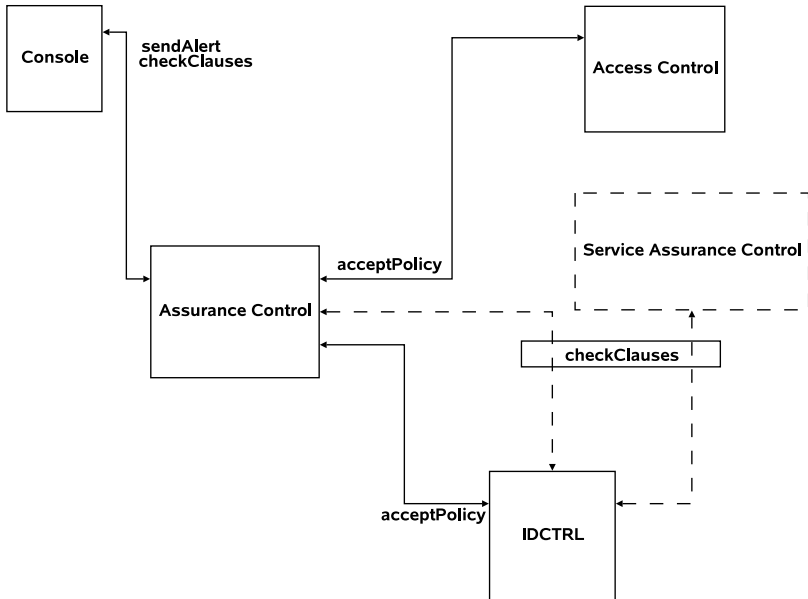 Console
sendAlert
checkClauses
Access Control
Service Assurance Control
acceptPolicy
Assurance Control
checkClauses
acceptPolicy
IDCTRL